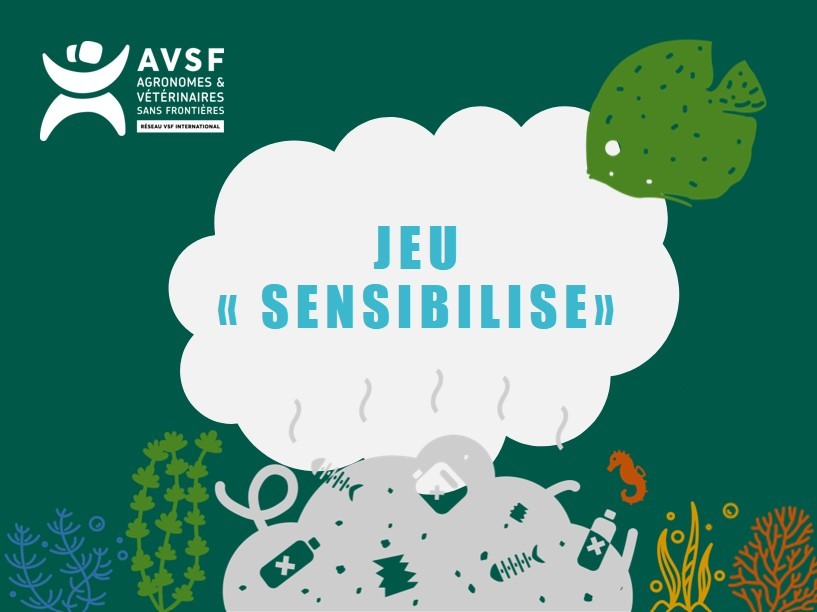 AVSF
AGRONOMES &
VÉTÉRINAIRES
SANS FRONTIÈRES
RÉSEAU VSF INTERNATIONAL
JEU
« SENSIBILISE»